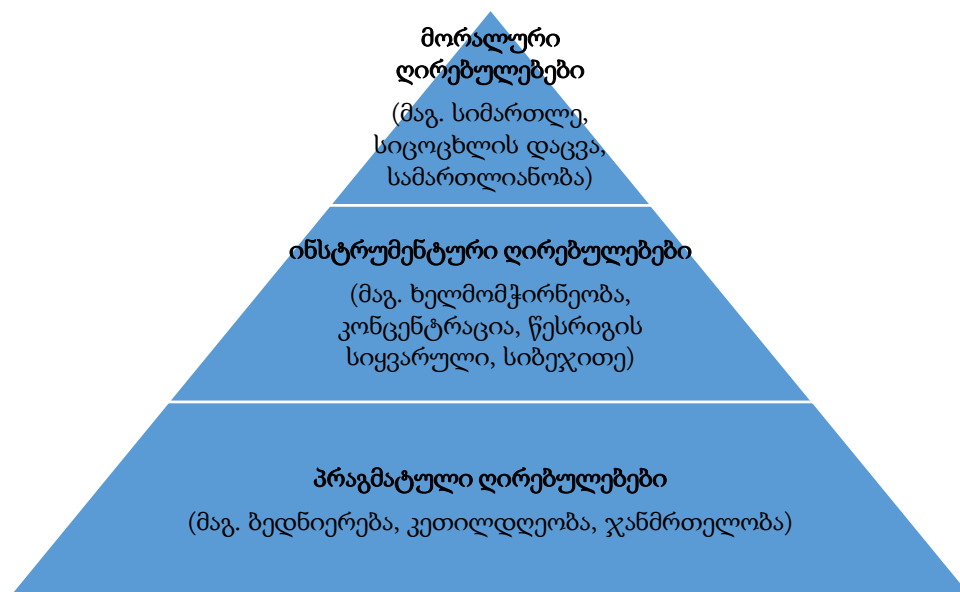 მორალური
ღირებულებები
(მაგ. სიმართლე,
სიცოცხლის დაცვა,
სამართლიანობა)
ინსტრუმენტური ღირებულებები
(მაგ. ხელმომჭირნეობა,
კონცენტრაცია, წესრიგის
სიყვარული, სიბეჯითე)
პრაგმატული ღირებულებები
(მაგ. ბედნიერება, კეთილდღეობა, ჯანმრთელობა)